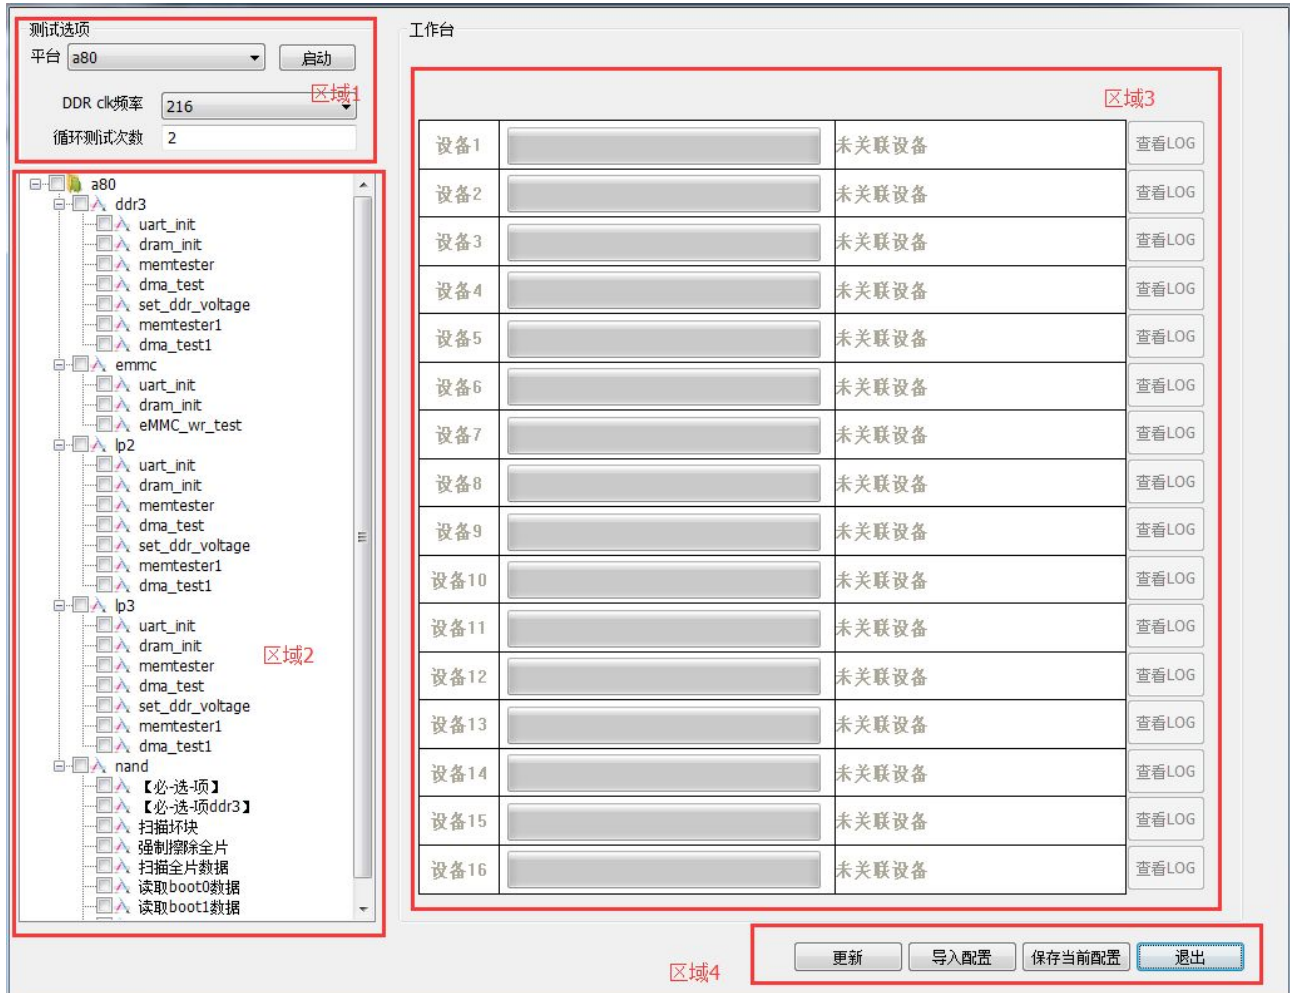 测试选项
平台 a80 启动
区域1
DDR clk频率 216
循环测试次数 2
a80
ddr3
uart_init
dram_init
memtester
dma_test
set_ddr_voltage
memtester1
dma_test1
emmc
uart_init
dram_init
eMMC_wr_test
lp2
uart_init
dram_init
memtester
dma_test
set_ddr_voltage
memtester1
dma_test1
lp3
uart_init
dram_init
区域2
memtester
dma_test
set_ddr_voltage
memtester1
dma_test1
nand
【必-选-项】
【必-选-项ddr3】
扫描坏块
强制擦除全片
扫描全片数据
读取boot0数据
读取boot1数据
工作台
区域3
设备1 未关联设备 查看LOG
设备2 未关联设备 查看LOG
设备3 未关联设备 查看LOG
设备4 未关联设备 查看LOG
设备5 未关联设备 查看LOG
设备6 未关联设备 查看LOG
设备7 未关联设备 查看LOG
设备8 未关联设备 查看LOG
设备9 未关联设备 查看LOG
设备10 未关联设备 查看LOG
设备11 未关联设备 查看LOG
设备12 未关联设备 查看LOG
设备13 未关联设备 查看LOG
设备14 未关联设备 查看LOG
设备15 未关联设备 查看LOG
设备16 未关联设备 查看LOG
区域4
更新 导入配置 保存当前配置 退出